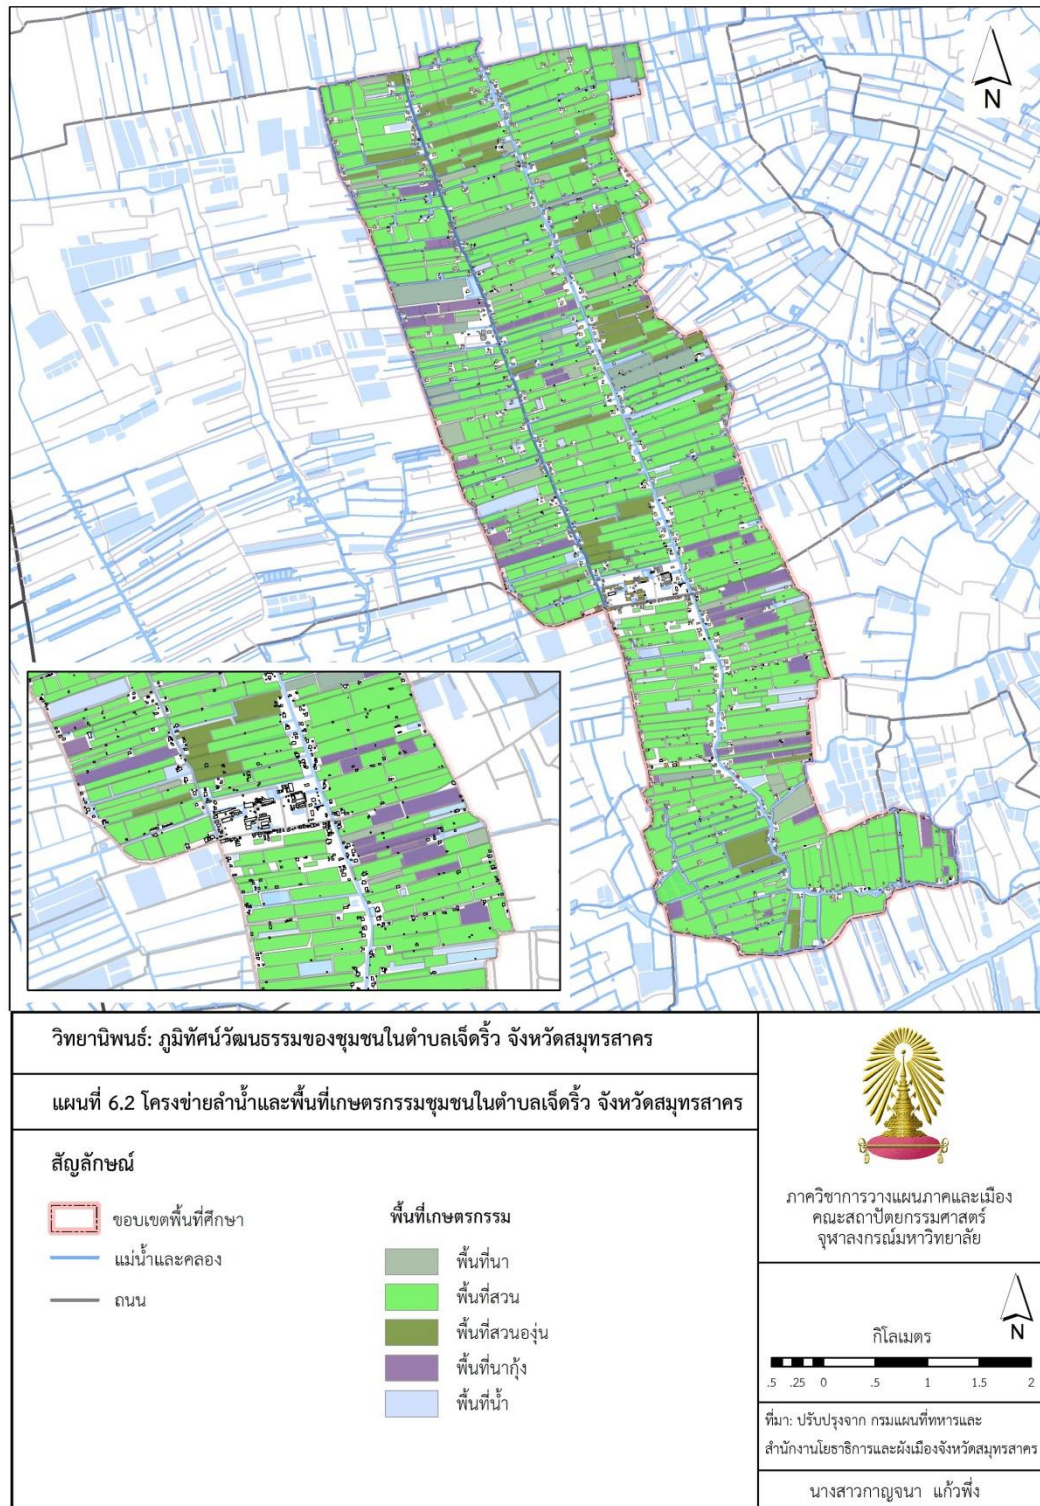 N
วิทยานิพนธ์: ภูมิทัศน์วัฒนธรรมของชุมชนในตำบลเจ็ดริ้ว จังหวัดสมุทรสาคร
แผนที่ 6.2 โครงข่ายลำน้ำและพื้นที่เกษตรกรรมชุมชนในตำบลเจ็ดริ้ว จังหวัดสมุทรสาคร
สัญลักษณ์
ขอบเขตพื้นที่ศึกษา
แม่น้ำและคลอง
ถนน
พื้นที่เกษตรกรรม
พื้นที่นา
พื้นที่สวน
พื้นที่สวนองุ่น
พื้นที่นากุ้ง
พื้นที่น้ำ
ภาควิชาการวางแผนภาคและเมือง
คณะสถาปัตยกรรมศาสตร์
จุฬาลงกรณ์มหาวิทยาลัย
N
กิโลเมตร
.5 .25 0 .5 1 1.5 2
ที่มา: ปรับปรุงจาก กรมแผนที่ทหารและ
สำนักงานโยธาธิการและผังเมืองจังหวัดสมุทรสาคร
นางสาวกาญจนา แก้วพึ่ง